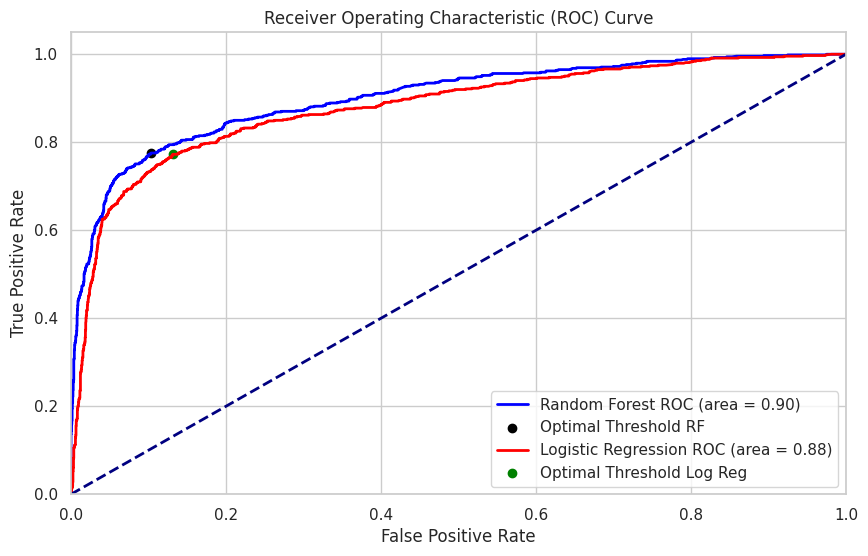 Receiver Operating Characteristic (ROC) Curve
True Positive Rate
1.0
0.8
0.6
0.4
0.2
0.0
Random Forest ROC (area = 0.90)
Optimal Threshold RF
Logistic Regression ROC (area = 0.88)
Optimal Threshold Log Reg
0.0 0.2 0.4 0.6 0.8 1.0
False Positive Rate